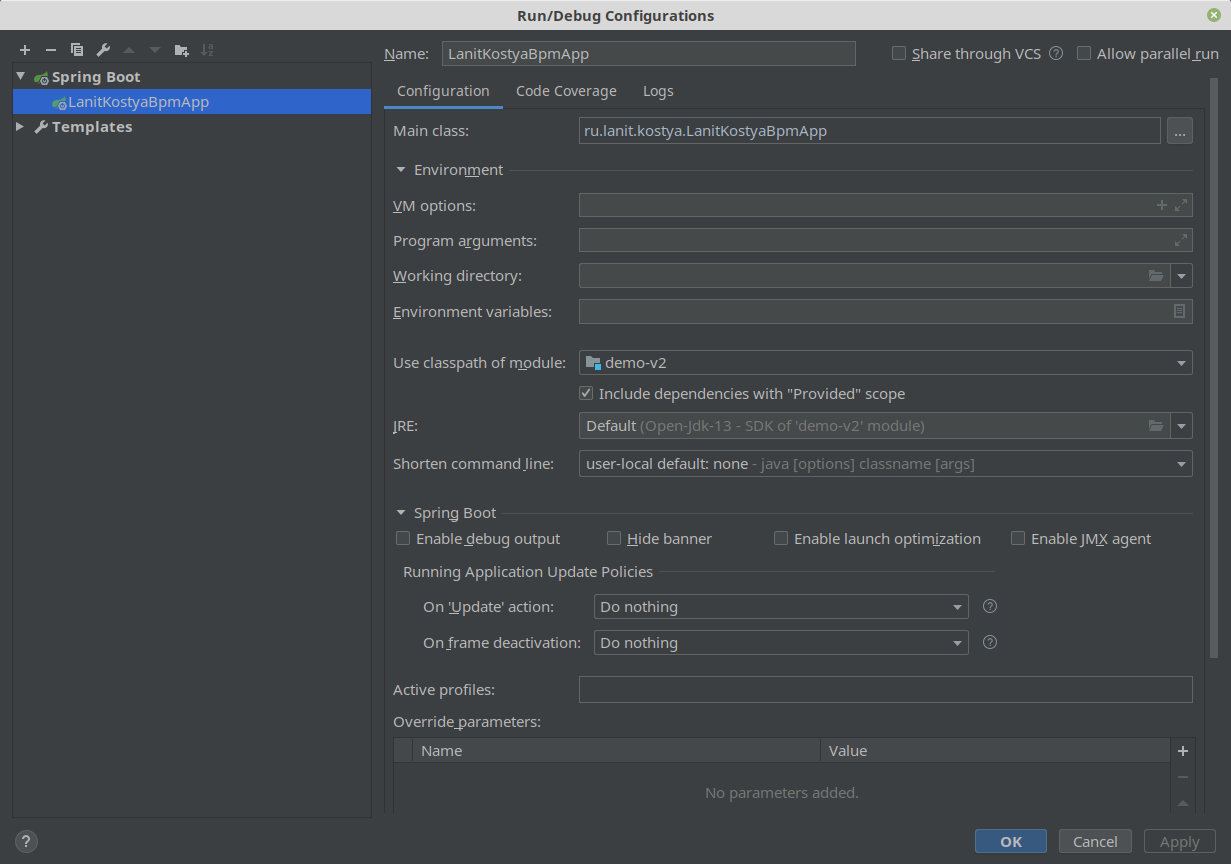 Run/Debug Configurations
Name: LanitKostyaBpmApp Share through VCS ? Allow parallel run
Spring Boot
LanitKostyaBpmApp
Templates
Configuration Code Coverage Logs
Main class: ru.lanit.kostya.LanitKostyaBpmApp ...
Environment
VM options:
Program arguments:
Working directory:
Environment variables:
Use classpath of module: demo-v2
Include dependencies with "Provided" scope
JRE: Default (Open-Jdk-13 - SDK of 'demo-v2' module)
Shorten command line: user-local default: none - java [options] classname [args]
Spring Boot
Enable debug output Hide banner Enable launch optimization Enable JMX agent
Running Application Update Policies
On 'Update' action: Do nothing ?
On frame deactivation: Do nothing ?
Active profiles:
Override parameters:
Name Value
No parameters added.
? OK Cancel Apply